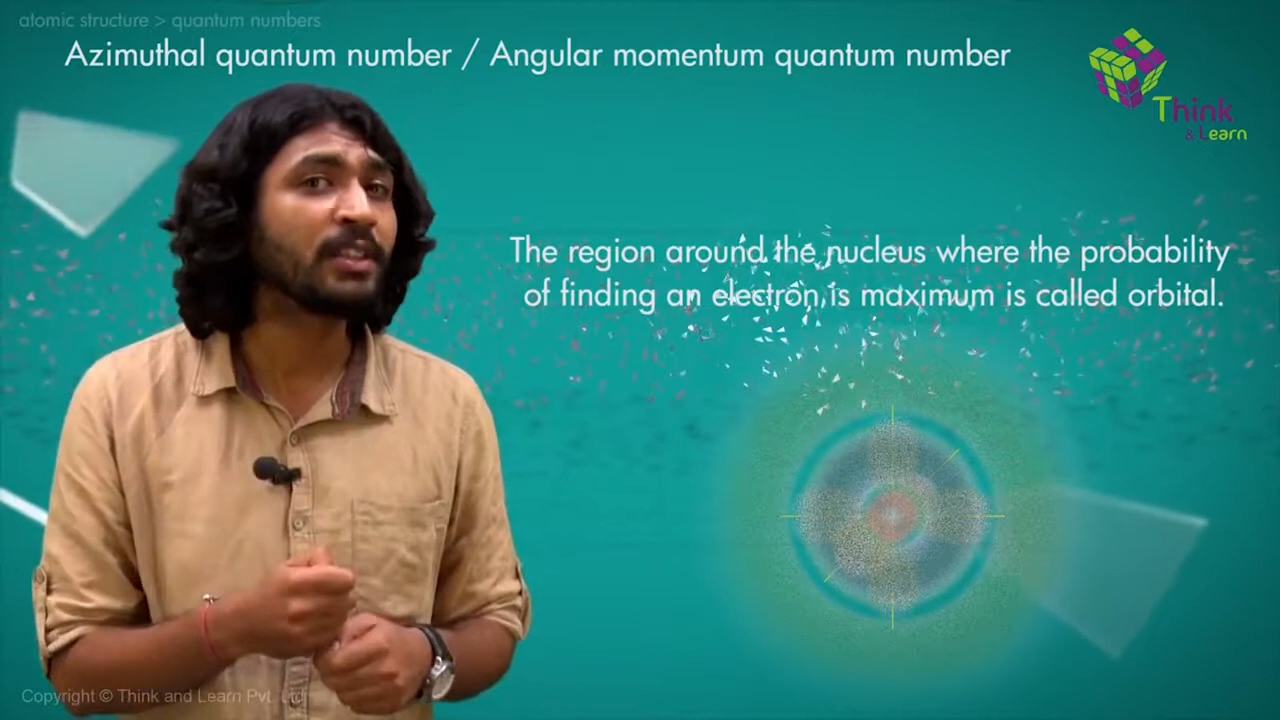 atomic structure > quantum numbers
Azimuthal quantum number / Angular momentum quantum number
Think
& Learn
The region around the nucleus where the probability
of finding an electron is maximum is called orbital.
Copyright © Think and Learn Pvt. Ltd